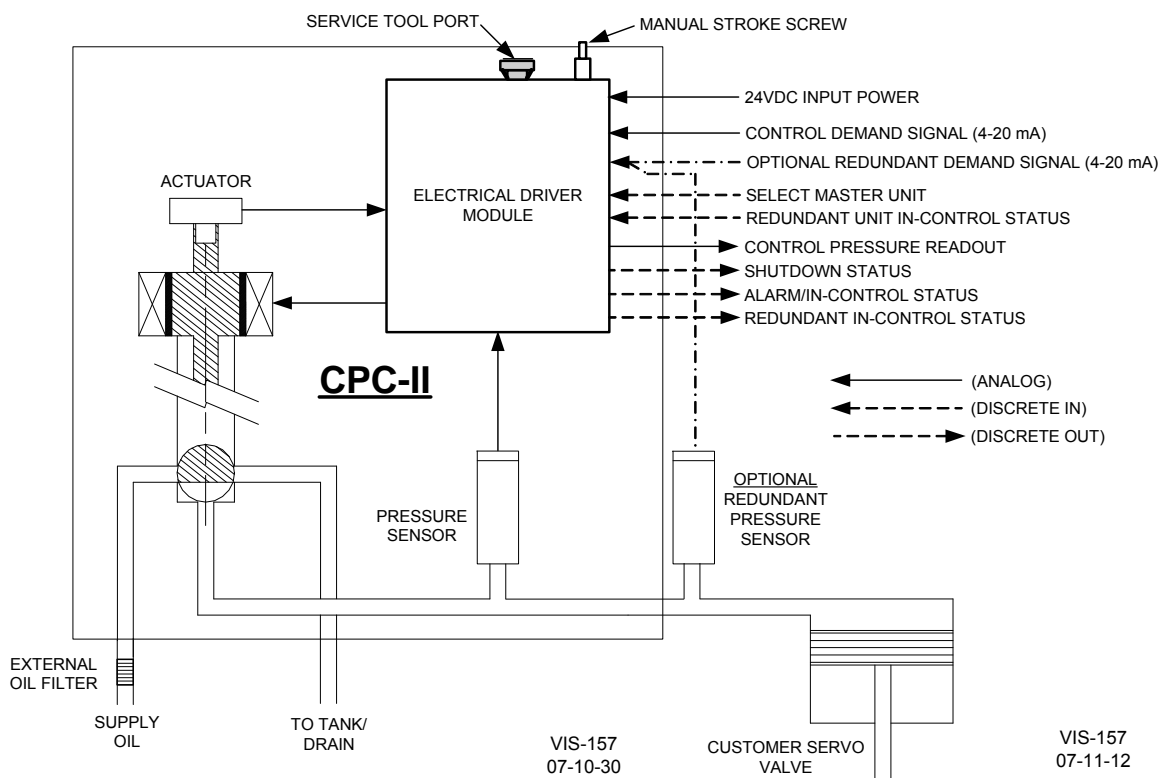 SERVICE TOOL PORT
MANUAL STROKE SCREW
24VDC INPUT POWER
CONTROL DEMAND SIGNAL (4-20 mA)
OPTIONAL REDUNDANT DEMAND SIGNAL (4-20 mA)
ACTUATOR
ELECTRICAL DRIVER
MODULE
SELECT MASTER UNIT
REDUNDANT UNIT IN-CONTROL STATUS
CONTROL PRESSURE READOUT
SHUTDOWN STATUS
ALARM/IN-CONTROL STATUS
REDUNDANT IN-CONTROL STATUS
CPC-II
(ANALOG)
(DISCRETE IN)
(DISCRETE OUT)
PRESSURE
SENSOR
OPTIONAL
REDUNDANT
PRESSURE
SENSOR
EXTERNAL
OIL FILTER
SUPPLY
OIL
TO TANK/
DRAIN
VIS-157
07-10-30
CUSTOMER SERVO
VALVE
VIS-157
07-11-12